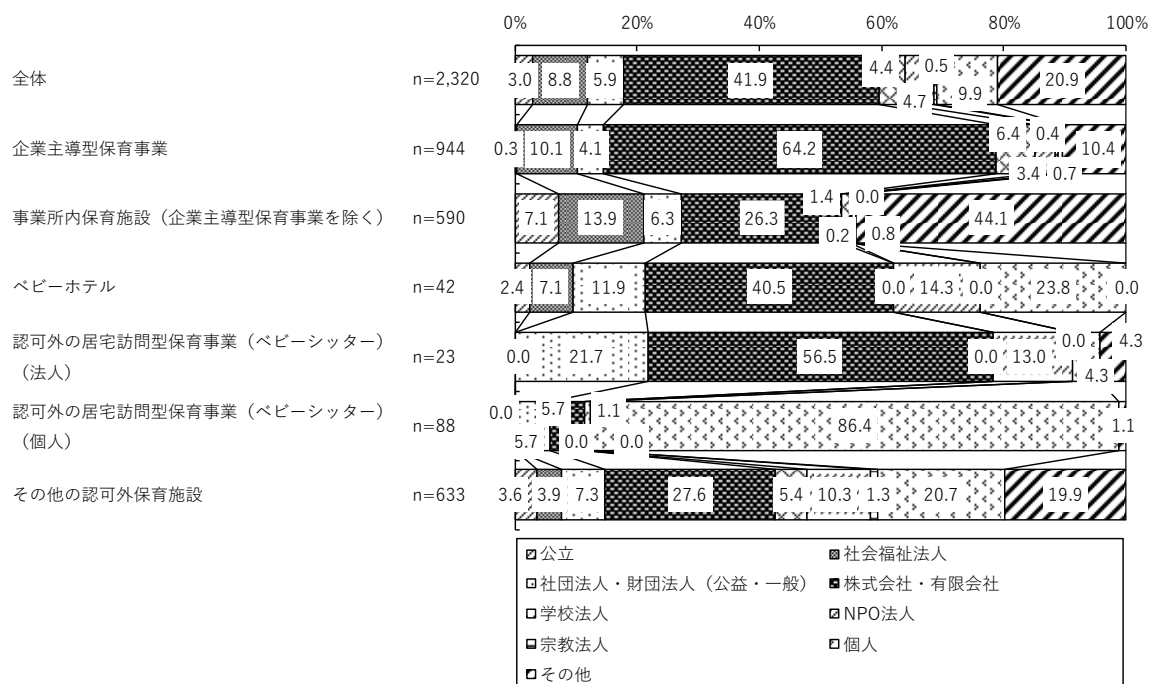 0% 20% 40% 60% 80% 100%
全体 n=2,320 3.0 8.8 5.9 41.9 4.4 4.7 0.5 9.9 20.9
企業主導型保育事業 n=944 0.3 10.1 4.1 64.2 6.4 3.4 0.4 0.7 10.4
事業所内保育施設（企業主導型保育事業を除く） n=590 7.1 13.9 6.3 26.3 1.4 0.2 0.0 0.8 44.1
ベビーホテル n=42 2.4 7.1 11.9 40.5 0.0 14.3 0.0 23.8 0.0
認可外の居宅訪問型保育事業（ベビーシッター）
（法人） n=23 0.0 21.7 56.5 0.0 13.0 0.0 4.3 4.3
認可外の居宅訪問型保育事業（ベビーシッター）
（個人） n=88 0.0 5.7 5.7 0.0 1.1 0.0 86.4 1.1
その他の認可外保育施設 n=633 3.6 3.9 7.3 27.6 5.4 10.3 1.3 20.7 19.9
公立 社会福祉法人
社団法人・財団法人（公益・一般） 株式会社・有限会社
学校法人 NPO法人
宗教法人 個人
その他